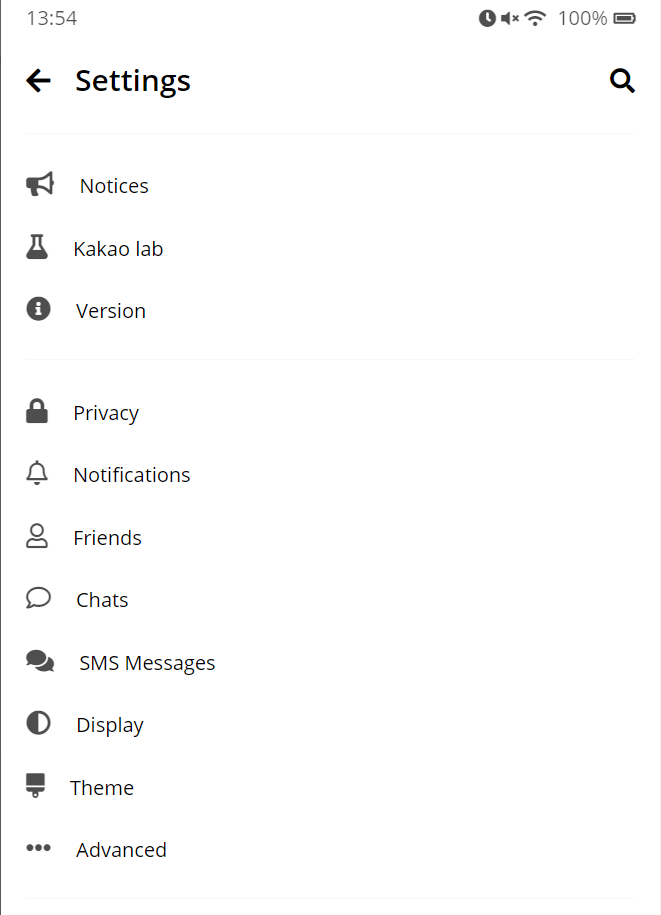 13:54 100%
Settings
Notices
Kakao lab
Version
Privacy
Notifications
Friends
Chats
SMS Messages
Display
Theme
Advanced